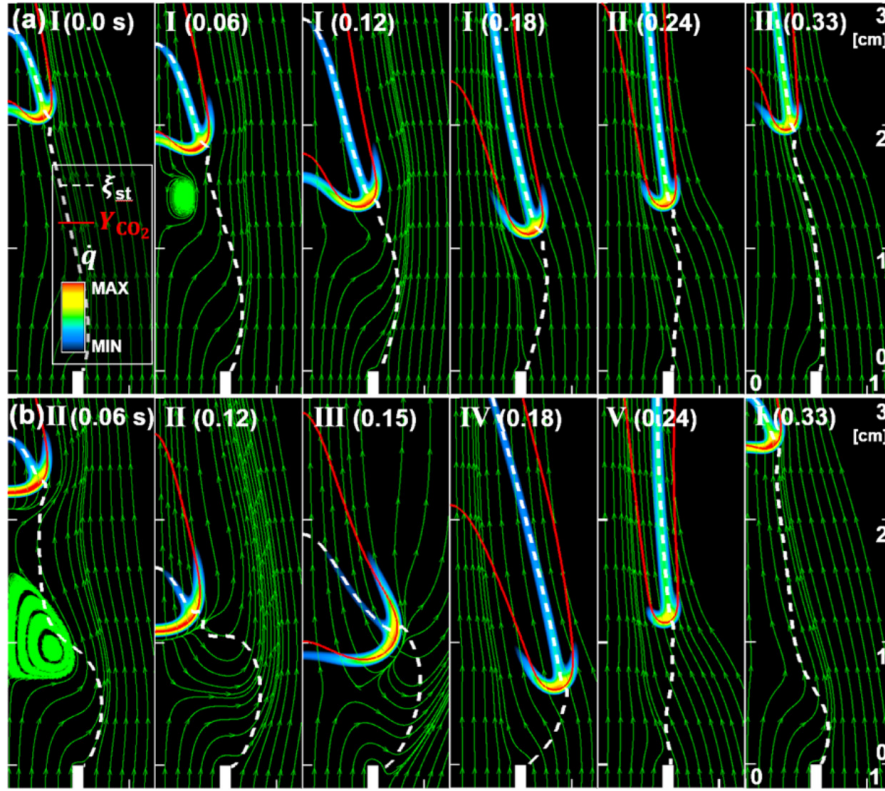 (a) I (0.0 s) I (0.06) I (0.12) I (0.18) II (0.24) II (0.33) 3
[cm]
2
ξst
YCO2
q̇
MAX
1
MIN
0
0 1
(b) II (0.06 s) II (0.12) III (0.15) IV (0.18) V (0.24) I (0.33) 3
[cm]
2
1
0
0 1